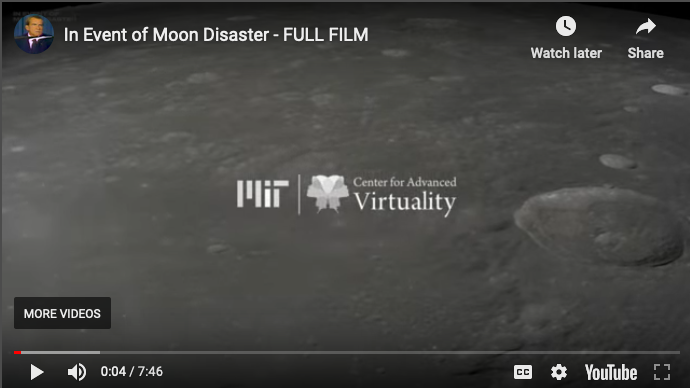 In Event of Moon Disaster - FULL FILM
Watch later
Share
MIT
Center for Advanced
Virtuality
MORE VIDEOS
0:04 / 7:46
CC
YouTube